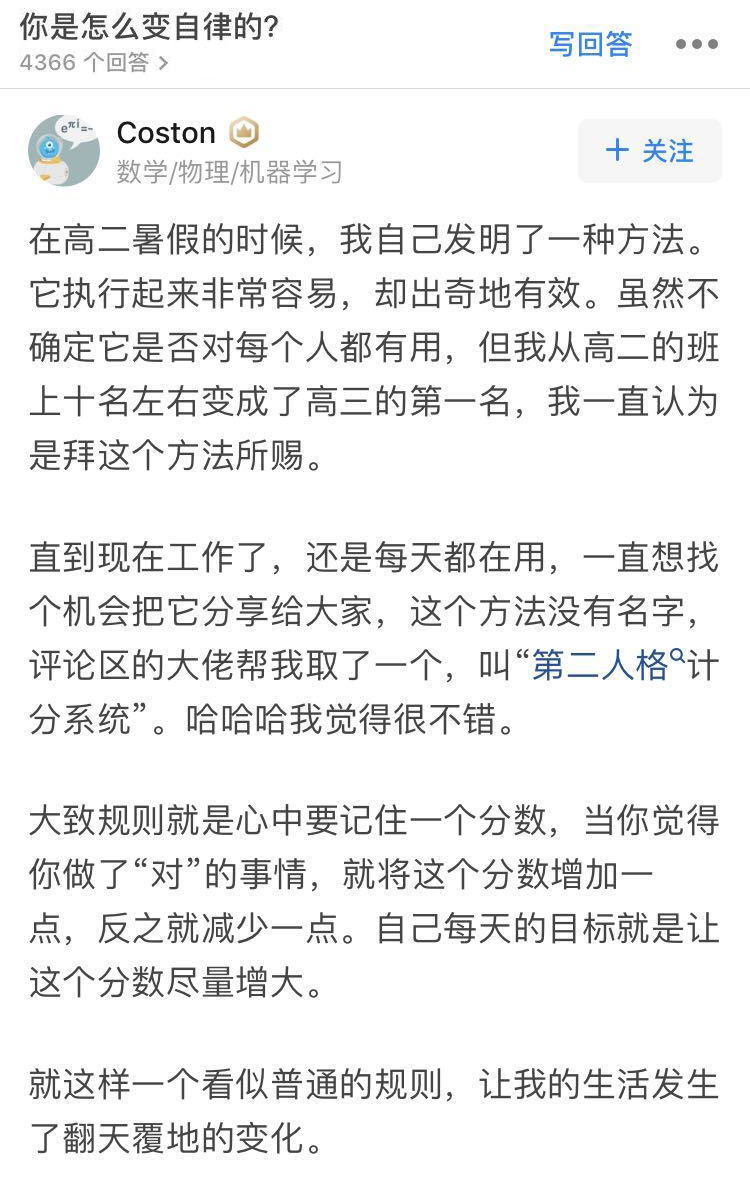 你是怎么变自律的?
4366 个回答 >
写回答
Coston
数学/物理/机器学习
+ 关注
e^πi=-
在高二暑假的时候，我自己发明了一种方法。
它执行起来非常容易，却出奇地有效。虽然不
确定它是否对每个人都有用，但我从高二的班
上十名左右变成了高三的第一名，我一直认为
是拜这个方法所赐。
直到现在工作了，还是每天都在用，一直想找
个机会把它分享给大家，这个方法没有名字，
评论区的大佬帮我取了一个，叫“第二人格计
分系统”。哈哈哈我觉得很不错。
大致规则就是心中要记住一个分数，当你觉得
你做了“对”的事情，就将这个分数增加一
点，反之就减少一点。自己每天的目标就是让
这个分数尽量增大。
就这样一个看似普通的规则，让我的生活发生
了翻天覆地的变化。